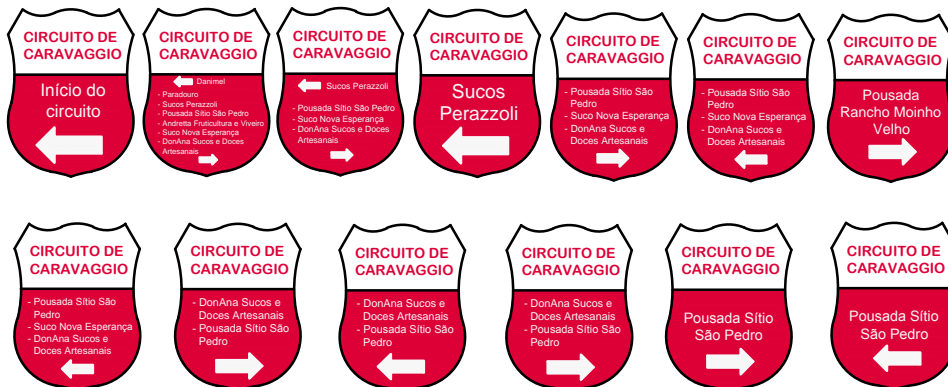 CIRCUITO DE
CARAVAGGIO
Início do
circuito
CIRCUITO DE
CARAVAGGIO
Danimel
- Paradouro
- Sucos Perazzoli
- Pousada Sítio São Pedro
- Andretta Fruticultura e Viveiro
- Suco Nova Esperança
- DonAna Sucos e Doces
Artesanais
CIRCUITO DE
CARAVAGGIO
Sucos Perazzoli
- Pousada Sítio São Pedro
- Suco Nova Esperança
- DonAna Sucos e Doces
Artesanais
CIRCUITO DE
CARAVAGGIO
Sucos
Perazzoli
CIRCUITO DE
CARAVAGGIO
- Pousada Sítio São
Pedro
- Suco Nova Esperança
- DonAna Sucos e
Doces Artesanais
CIRCUITO DE
CARAVAGGIO
- Pousada Sítio São
Pedro
- Suco Nova Esperança
- DonAna Sucos e
Doces Artesanais
CIRCUITO DE
CARAVAGGIO
Pousada
Rancho Moinho
Velho
CIRCUITO DE
CARAVAGGIO
- Pousada Sítio São
Pedro
- Suco Nova Esperança
- DonAna Sucos e
Doces Artesanais
CIRCUITO DE
CARAVAGGIO
- DonAna Sucos e
Doces Artesanais
- Pousada Sítio São
Pedro
CIRCUITO DE
CARAVAGGIO
- DonAna Sucos e
Doces Artesanais
- Pousada Sítio São
Pedro
CIRCUITO DE
CARAVAGGIO
- DonAna Sucos e
Doces Artesanais
- Pousada Sítio São
Pedro
CIRCUITO DE
CARAVAGGIO
Pousada Sítio
São Pedro
CIRCUITO DE
CARAVAGGIO
Pousada Sítio
São Pedro